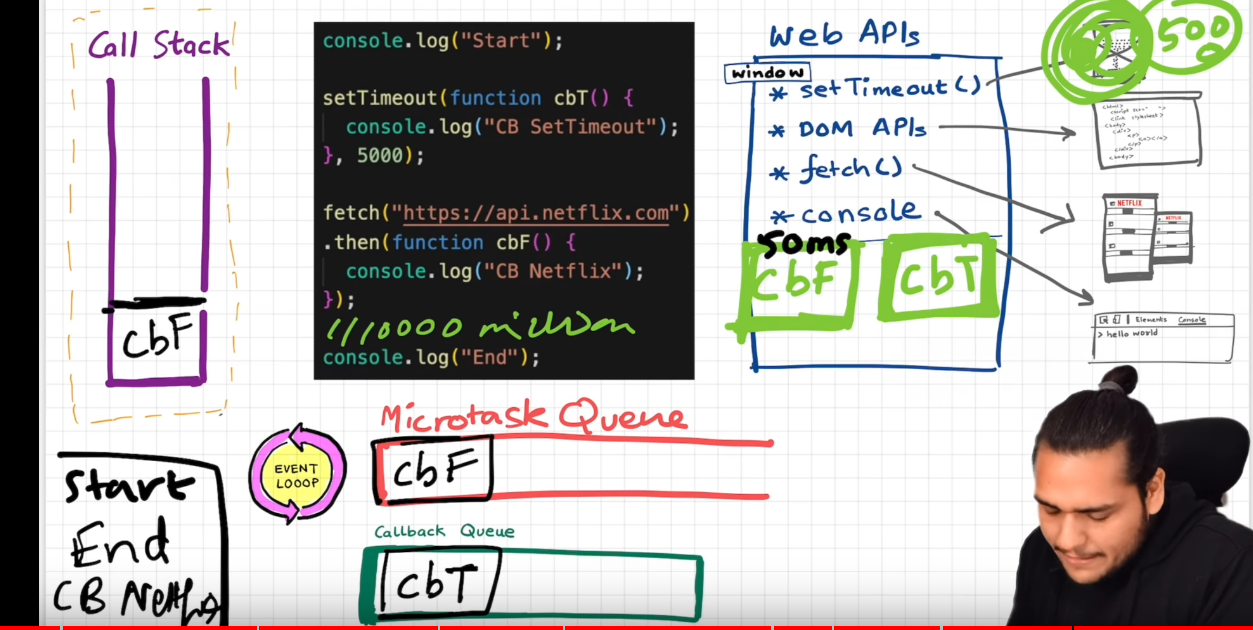 Call Stack
cbF
console.log("Start");
setTimeout(function cbT() {
console.log("CB SetTimeout");
}, 5000);
fetch("https://api.netflix.com")
.then(function cbF() {
console.log("CB Netflix");
});
console.log("End");
Web APIs
window
* setTimeout()
* DOM APIs
* fetch()
* console
50ms
cbF
cbT
500
NETFLIX
NETFLIX
Elements Console
> hello world
Microtask Queue
cbF
EVENT
LOOOP
Callback Queue
cbT
Start
End
CB